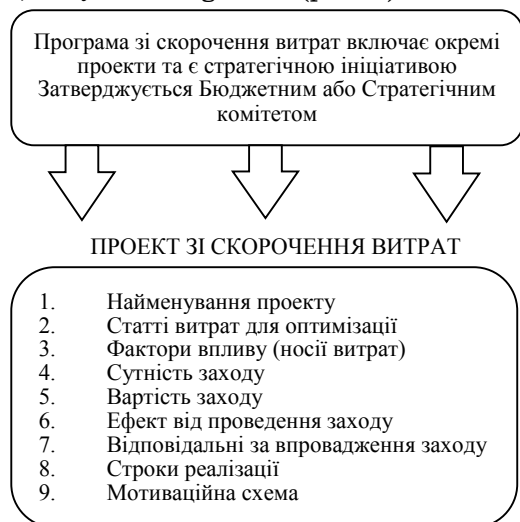 Програма зі скорочення витрат включає окремі
проекти та є стратегічною ініціативою
Затверджується Бюджетним або Стратегічним
комітетом
ПРОЕКТ ЗІ СКОРОЧЕННЯ ВИТРАТ
1. Найменування проекту
2. Статті витрат для оптимізації
3. Фактори впливу (носії витрат)
4. Сутність заходу
5. Вартість заходу
6. Ефект від проведення заходу
7. Відповідальні за впровадження заходу
8. Строки реалізації
9. Мотиваційна схема